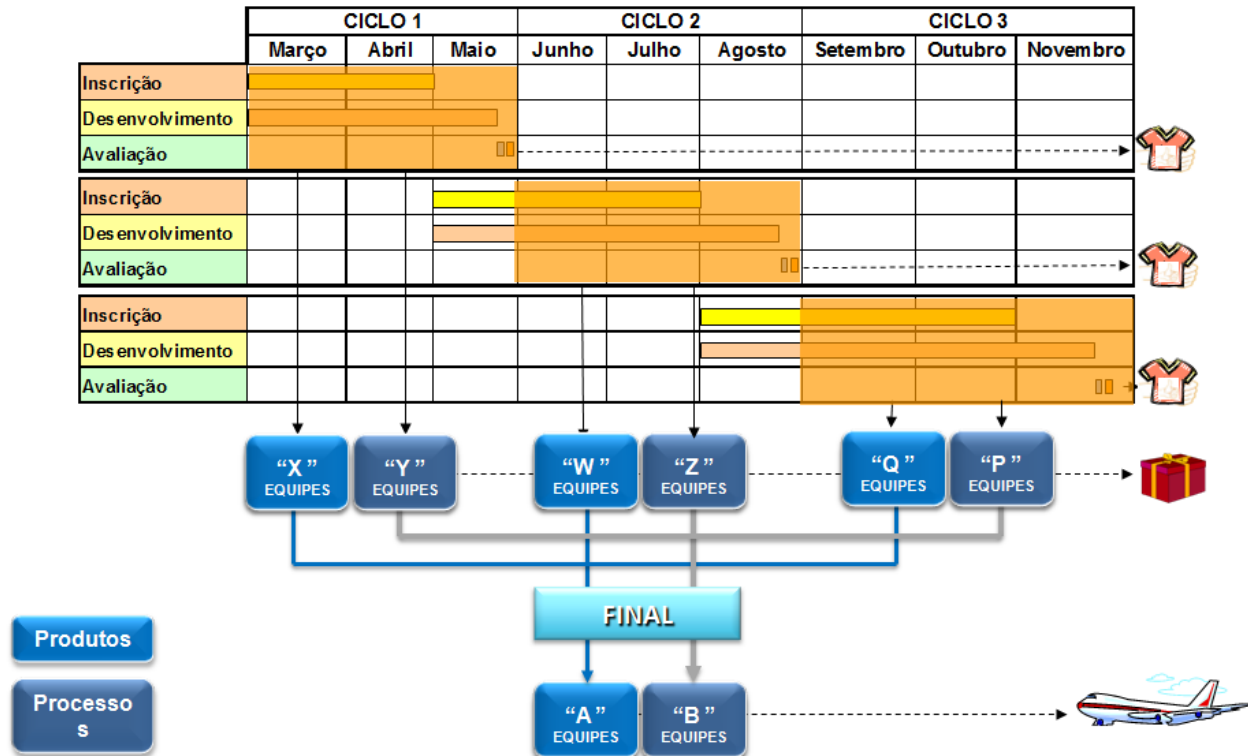 CICLO 1 CICLO 2 CICLO 3
Março Abril Maio Junho Julho Agosto Setembro Outubro Novembro
Inscrição
Desenvolvimento
Avaliação
Inscrição
Desenvolvimento
Avaliação
Inscrição
Desenvolvimento
Avaliação
“X” “Y” “W” “Z” “Q” “P”
EQUIPES EQUIPES EQUIPES EQUIPES EQUIPES EQUIPES
FINAL
Produtos
Processo
s
“A” “B”
EQUIPES EQUIPES